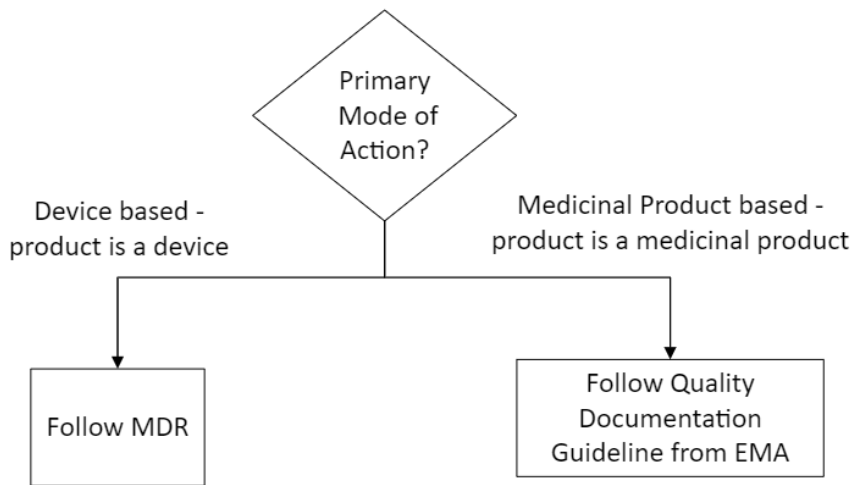 Primary
Mode of
Action?
Device based -
product is a device
Medicinal Product based -
product is a medicinal product
Follow MDR
Follow Quality
Documentation
Guideline from EMA